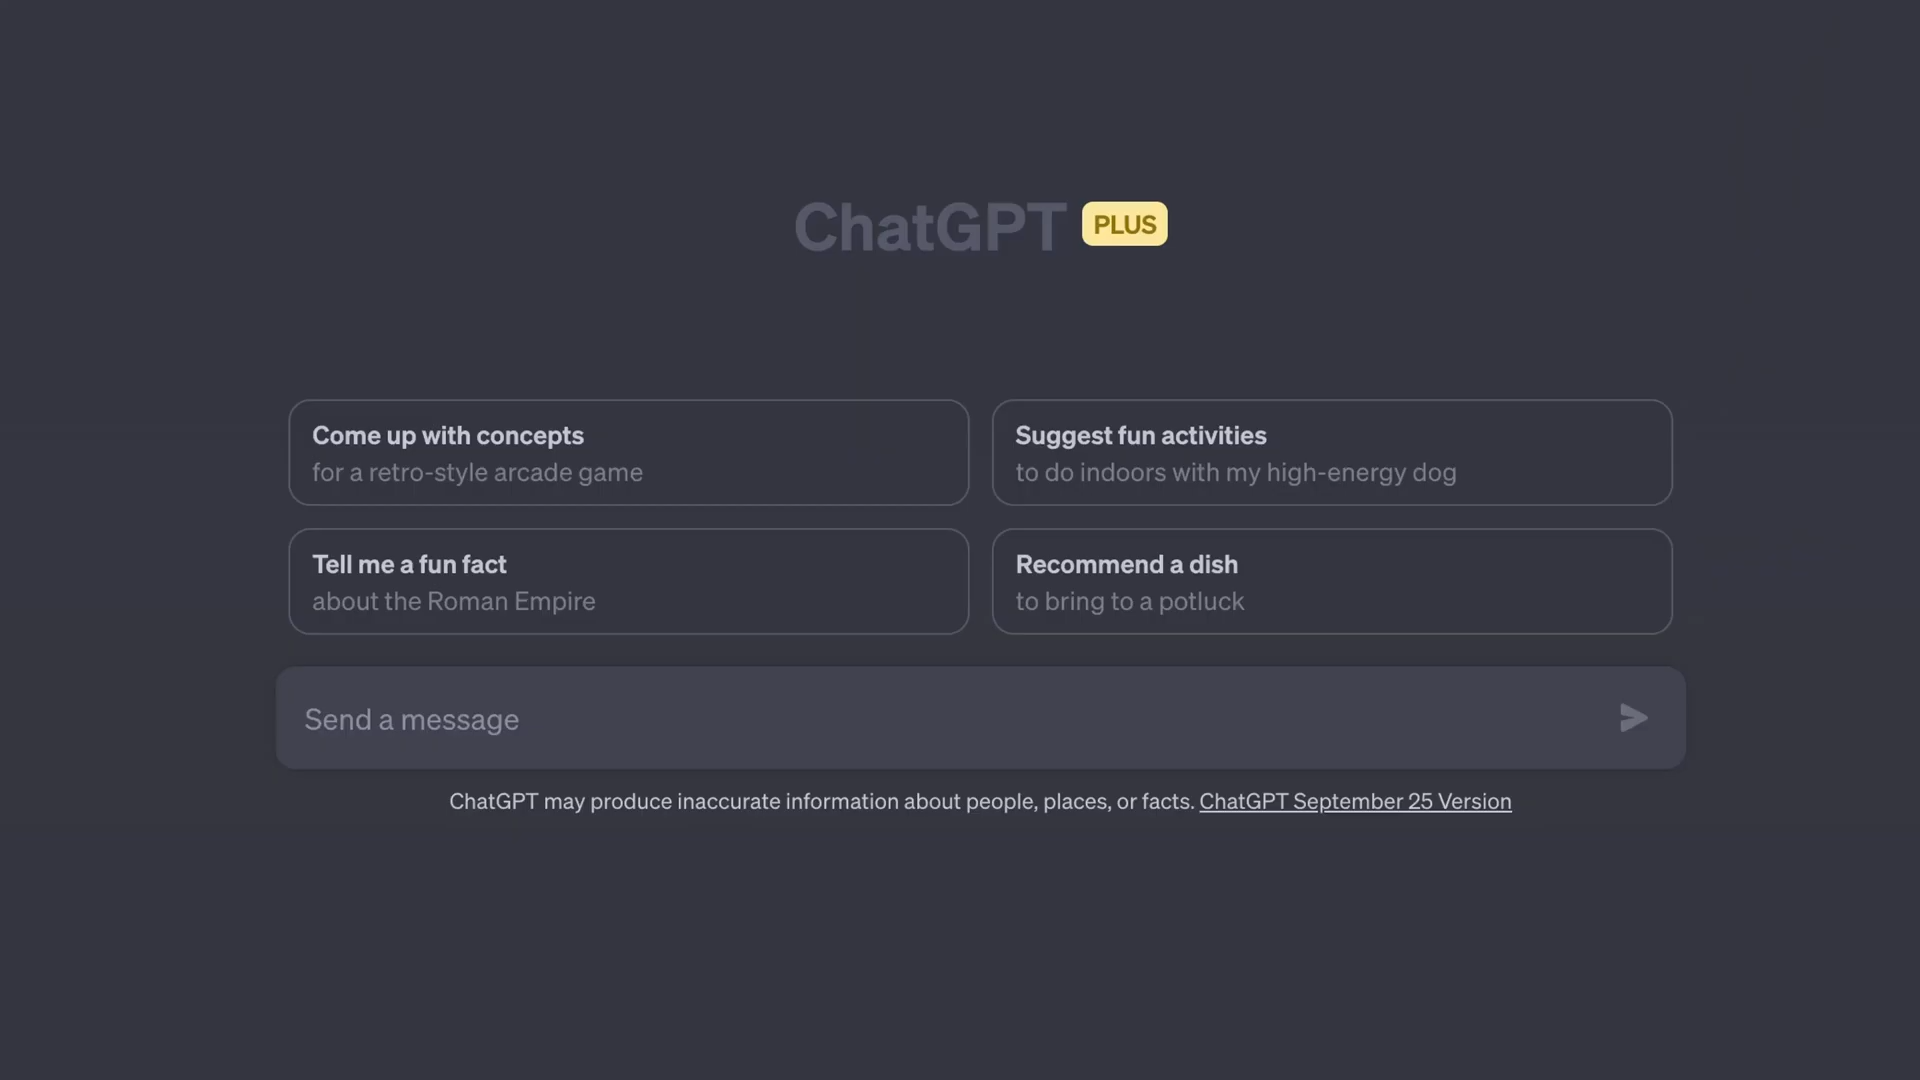 ChatGPT PLUS
Come up with concepts
for a retro-style arcade game
Suggest fun activities
to do indoors with my high-energy dog
Tell me a fun fact
about the Roman Empire
Recommend a dish
to bring to a potluck
Send a message
ChatGPT may produce inaccurate information about people, places, or facts. ChatGPT September 25 Version